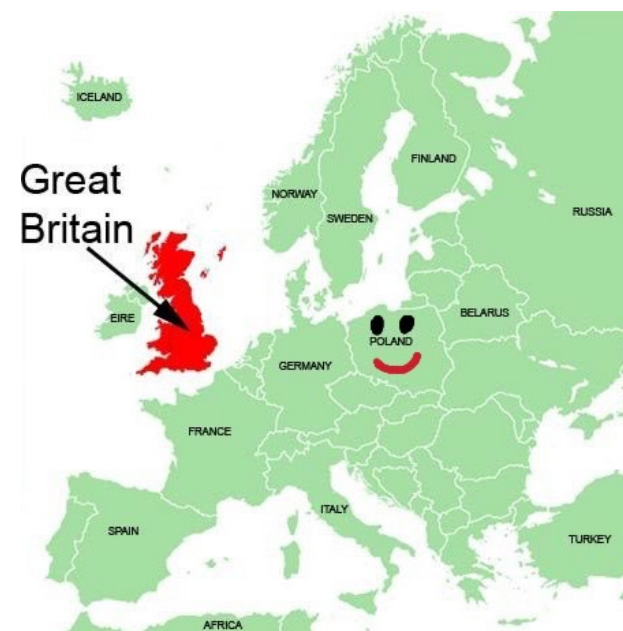 ICELAND
Great
Britain
FINLAND
NORWAY
SWEDEN
RUSSIA
EIRE
BELARUS
POLAND
GERMANY
FRANCE
ITALY
SPAIN
TURKEY
AFRICA